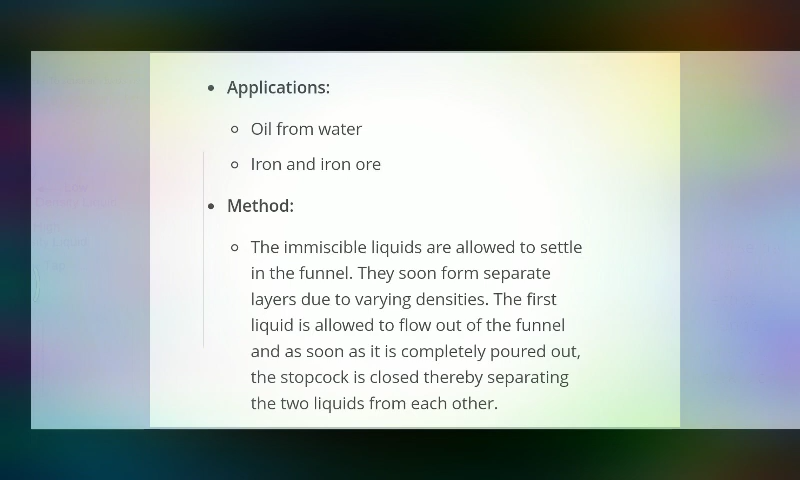 • Applications:
○ Oil from water
○ Iron and iron ore
• Method:
○ The immiscible liquids are allowed to settle
in the funnel. They soon form separate
layers due to varying densities. The first
liquid is allowed to flow out of the funnel
and as soon as it is completely poured out,
the stopcock is closed thereby separating
the two liquids from each other.